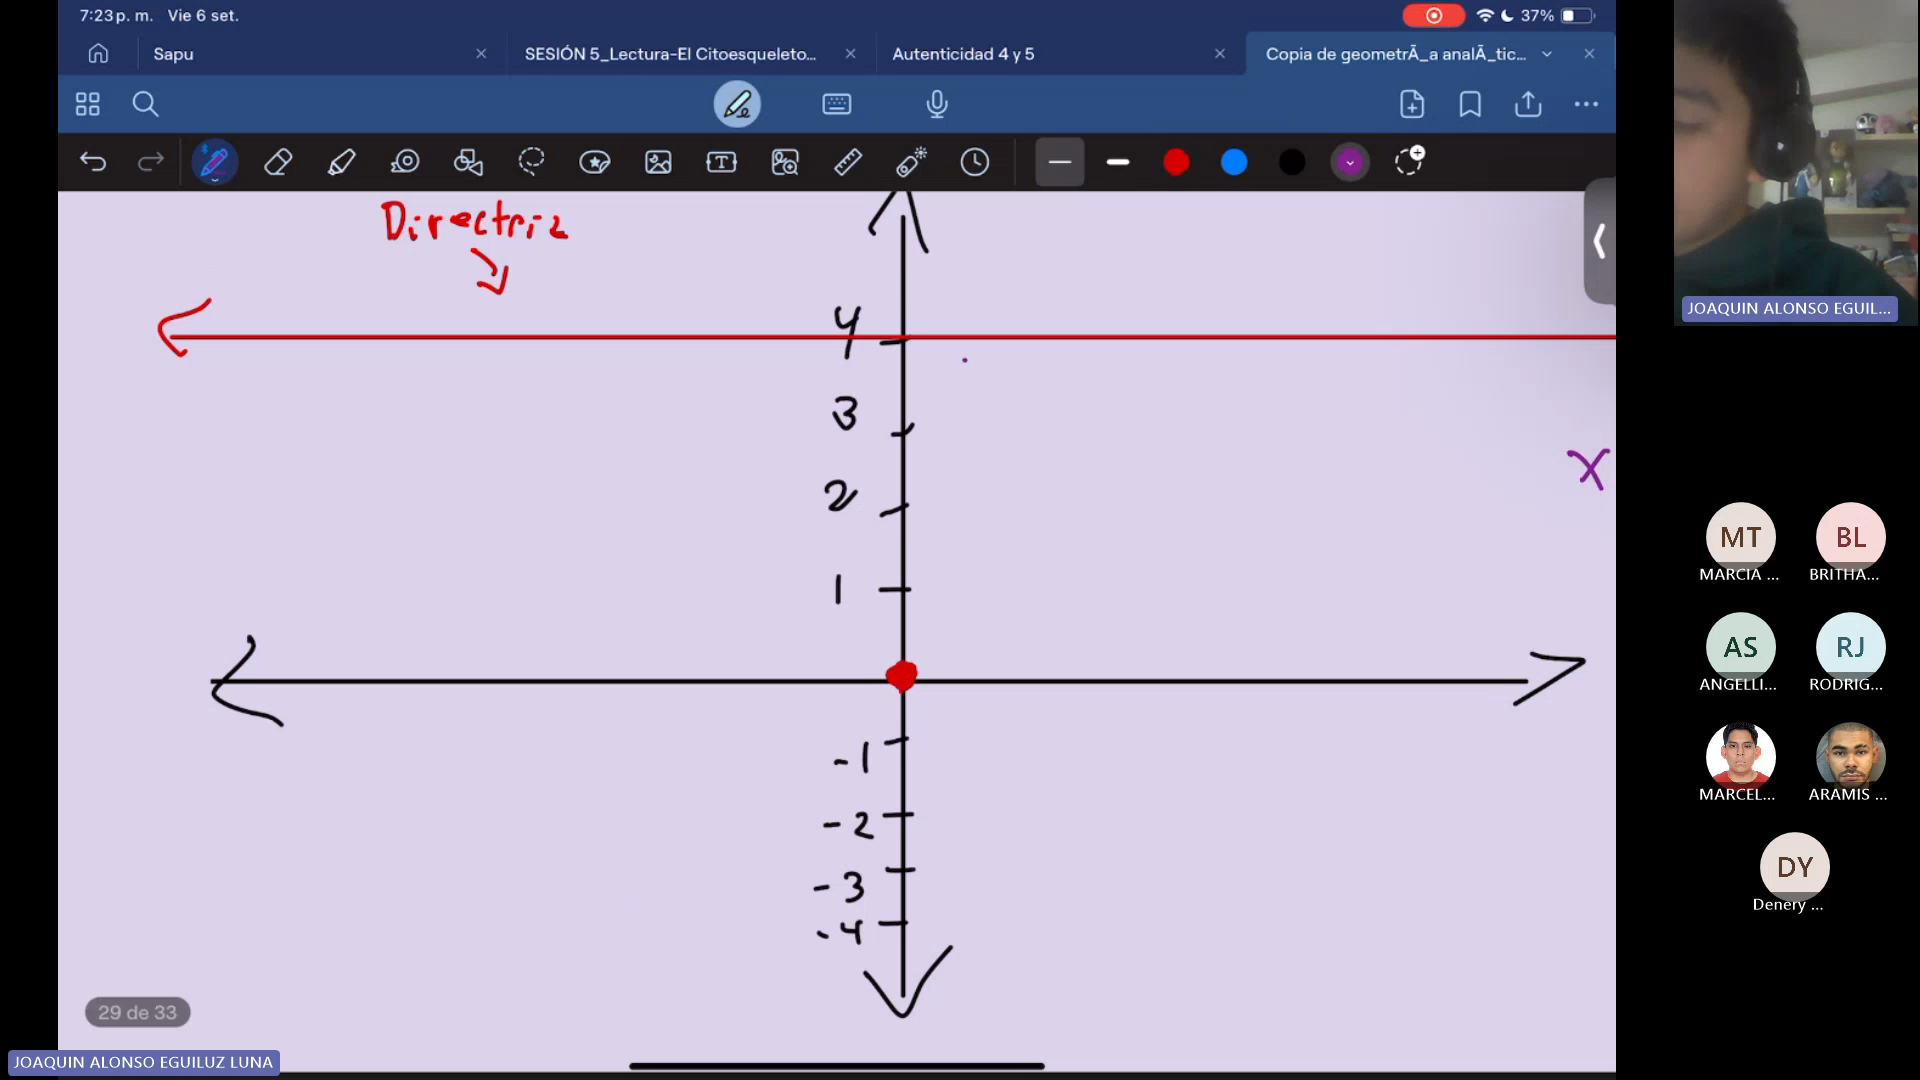 7:23 p. m. Vie 6 set.
37%
Sapu
SESIÓN 5_Lectura-El Citoesqueleto...
Autenticidad 4 y 5
Copia de geometrÃ_a analÃ_tic...
Directriz
4
3
2
1
-1
-2
-3
-4
X
29 de 33
JOAQUIN ALONSO EGUILUZ LUNA
JOAQUIN ALONSO EGUIL...
MT
MARCIA ...
BL
BRITHA...
AS
ANGELLI...
RJ
RODRIG...
MARCEL...
ARAMIS ...
DY
Denery ...